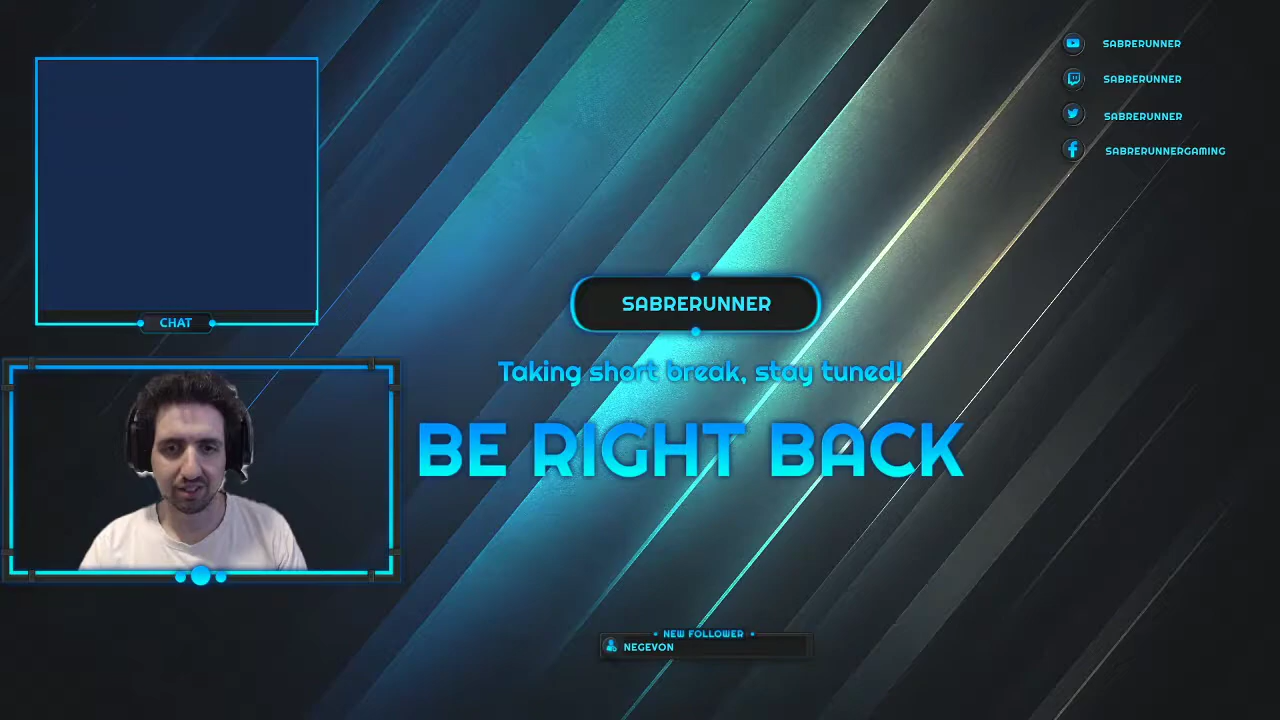 SABRERUNNER
SABRERUNNER
SABRERUNNER
SABRERUNNERGAMING
CHAT
SABRERUNNER
Taking short break, stay tuned!
BE RIGHT BACK
NEW FOLLOWER
NEGEVON